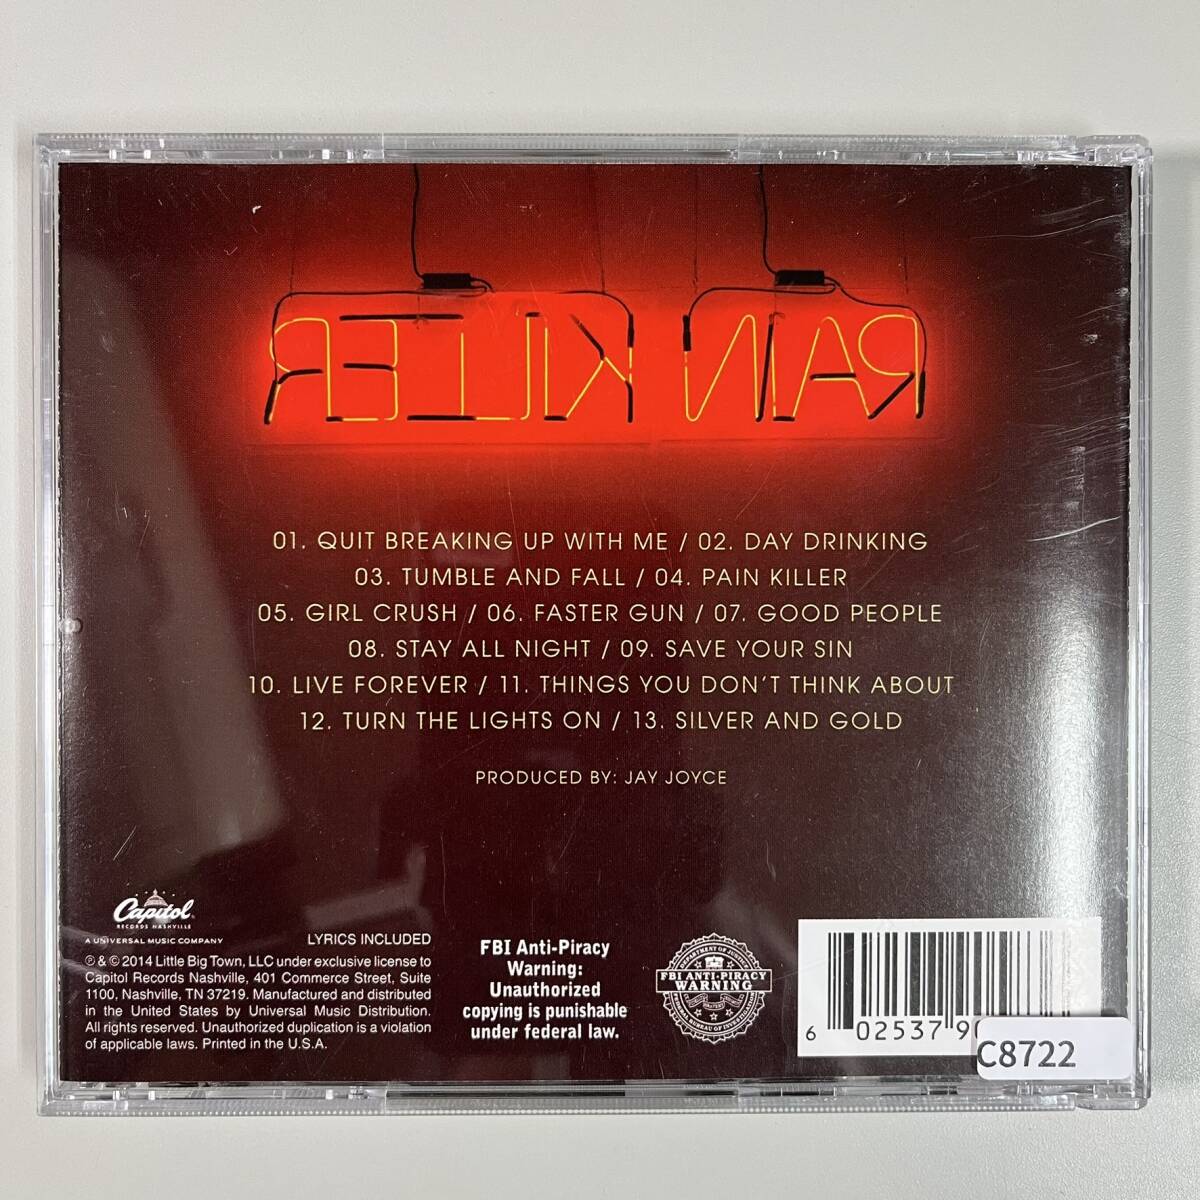 PAIN KILLER
01. QUIT BREAKING UP WITH ME / 02. DAY DRINKING
03. TUMBLE AND FALL / 04. PAIN KILLER
05. GIRL CRUSH / 06. FASTER GUN / 07. GOOD PEOPLE
08. STAY ALL NIGHT / 09. SAVE YOUR SIN
10. LIVE FOREVER / 11. THINGS YOU DON'T THINK ABOUT
12. TURN THE LIGHTS ON / 13. SILVER AND GOLD
PRODUCED BY: JAY JOYCE
Capitol
RECORDS NASHVILLE
A UNIVERSAL MUSIC COMPANY
LYRICS INCLUDED
℗ & © 2014 Little Big Town, LLC under exclusive license to
Capitol Records Nashville, 401 Commerce Street, Suite
1100, Nashville, TN 37219. Manufactured and distributed
in the United States by Universal Music Distribution.
All rights reserved. Unauthorized duplication is a violation
of applicable laws. Printed in the U.S.A.
FBI Anti-Piracy
Warning:
Unauthorized
copying is punishable
under federal law.
FBI ANTI-PIRACY
WARNING
6 02537 9
C8722